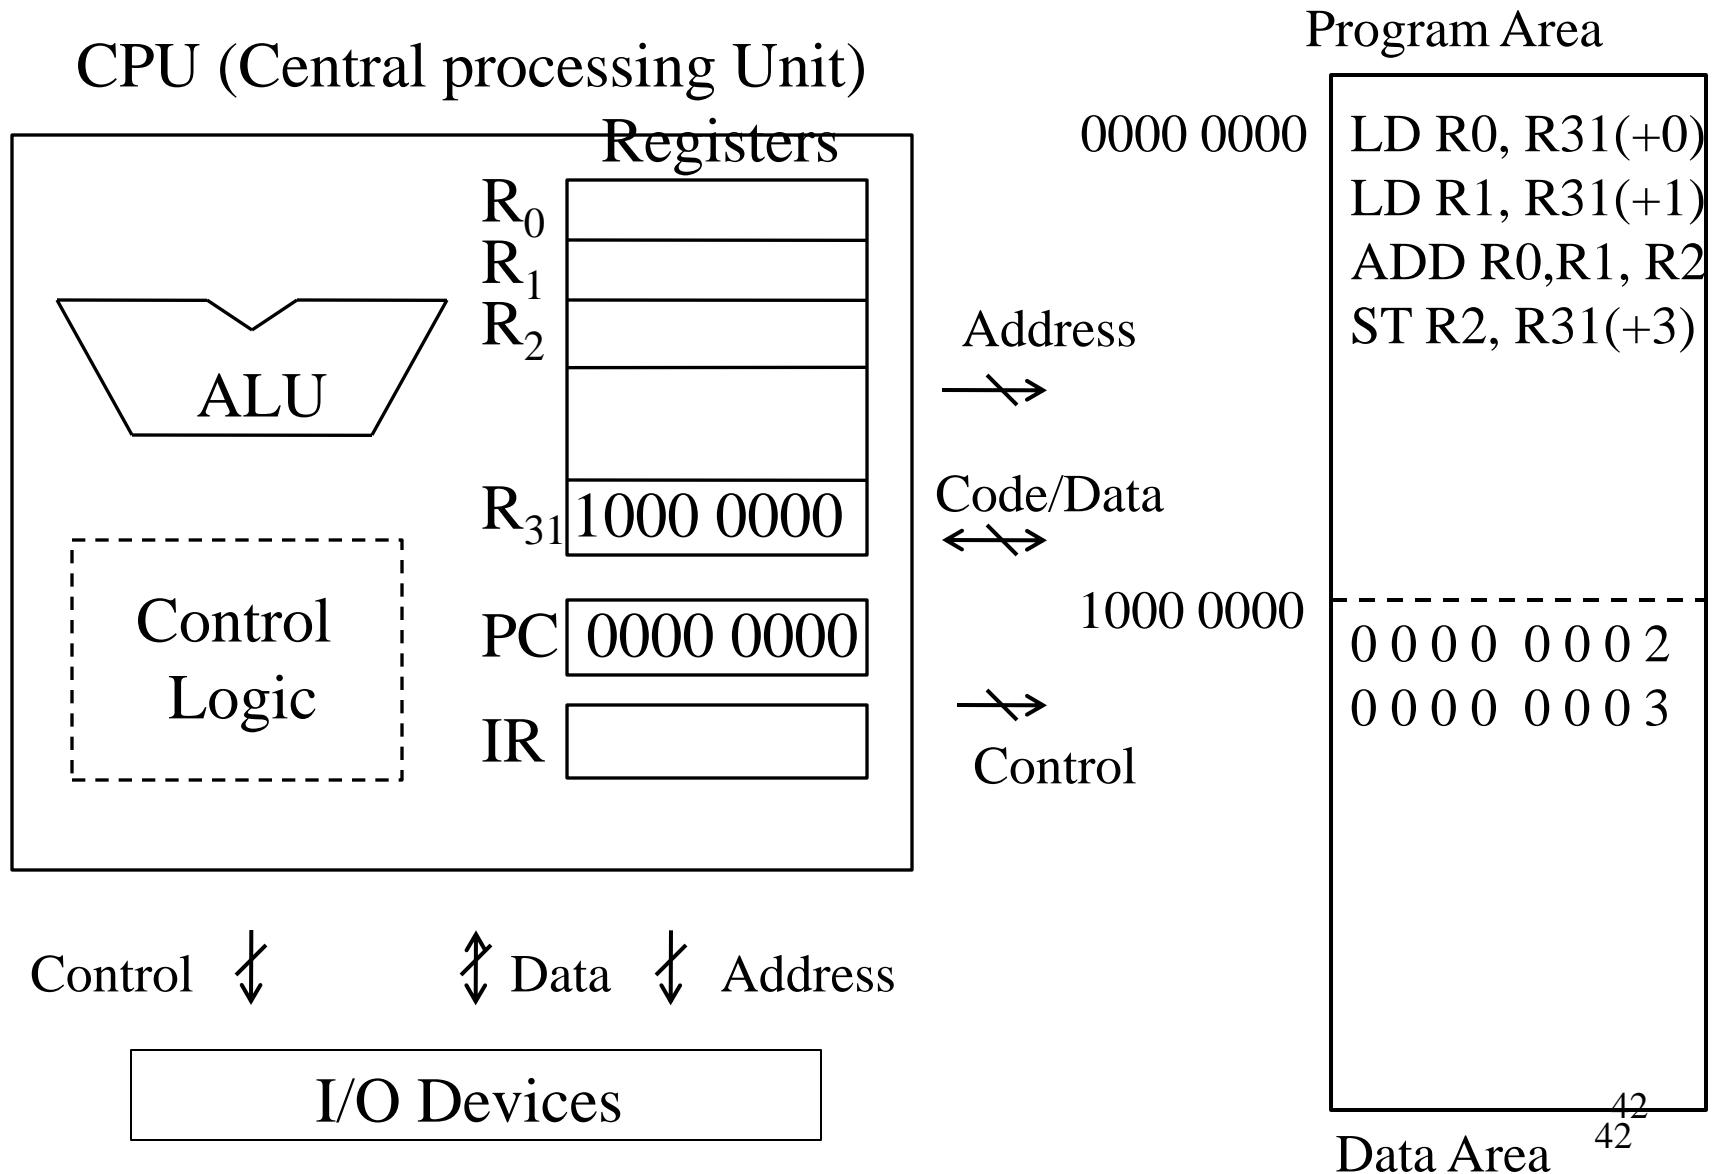 CPU (Central processing Unit)
Registers
R0
R1
R2
R31 1000 0000
PC 0000 0000
IR
ALU
Control
Logic
Address
Code/Data
Control
Control
Data
Address
I/O Devices
Program Area
0000 0000
LD R0, R31(+0)
LD R1, R31(+1)
ADD R0,R1, R2
ST R2, R31(+3)
1000 0000
0 0 0 0 0 0 0 2
0 0 0 0 0 0 0 3
Data Area
42
42